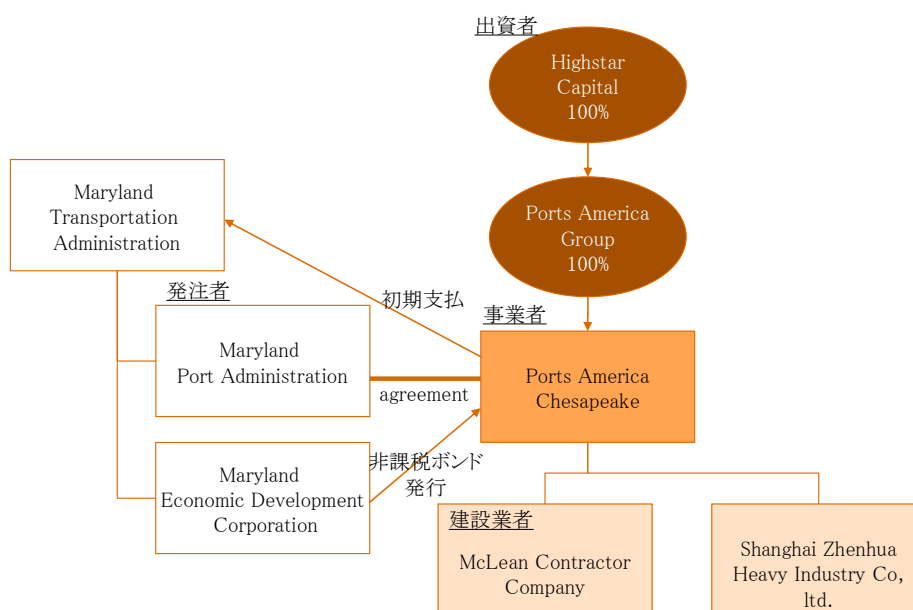 出資者
Highstar
Capital
100%
Ports America
Group
100%
Maryland
Transportation
Administration
発注者
初期支払
事業者
Maryland
Port Administration
agreement
Ports America
Chesapeake
Maryland
Economic Development
Corporation
非課税ボンド
発行
建設業者
McLean Contractor
Company
Shanghai Zhenhua
Heavy Industry Co,
ltd.